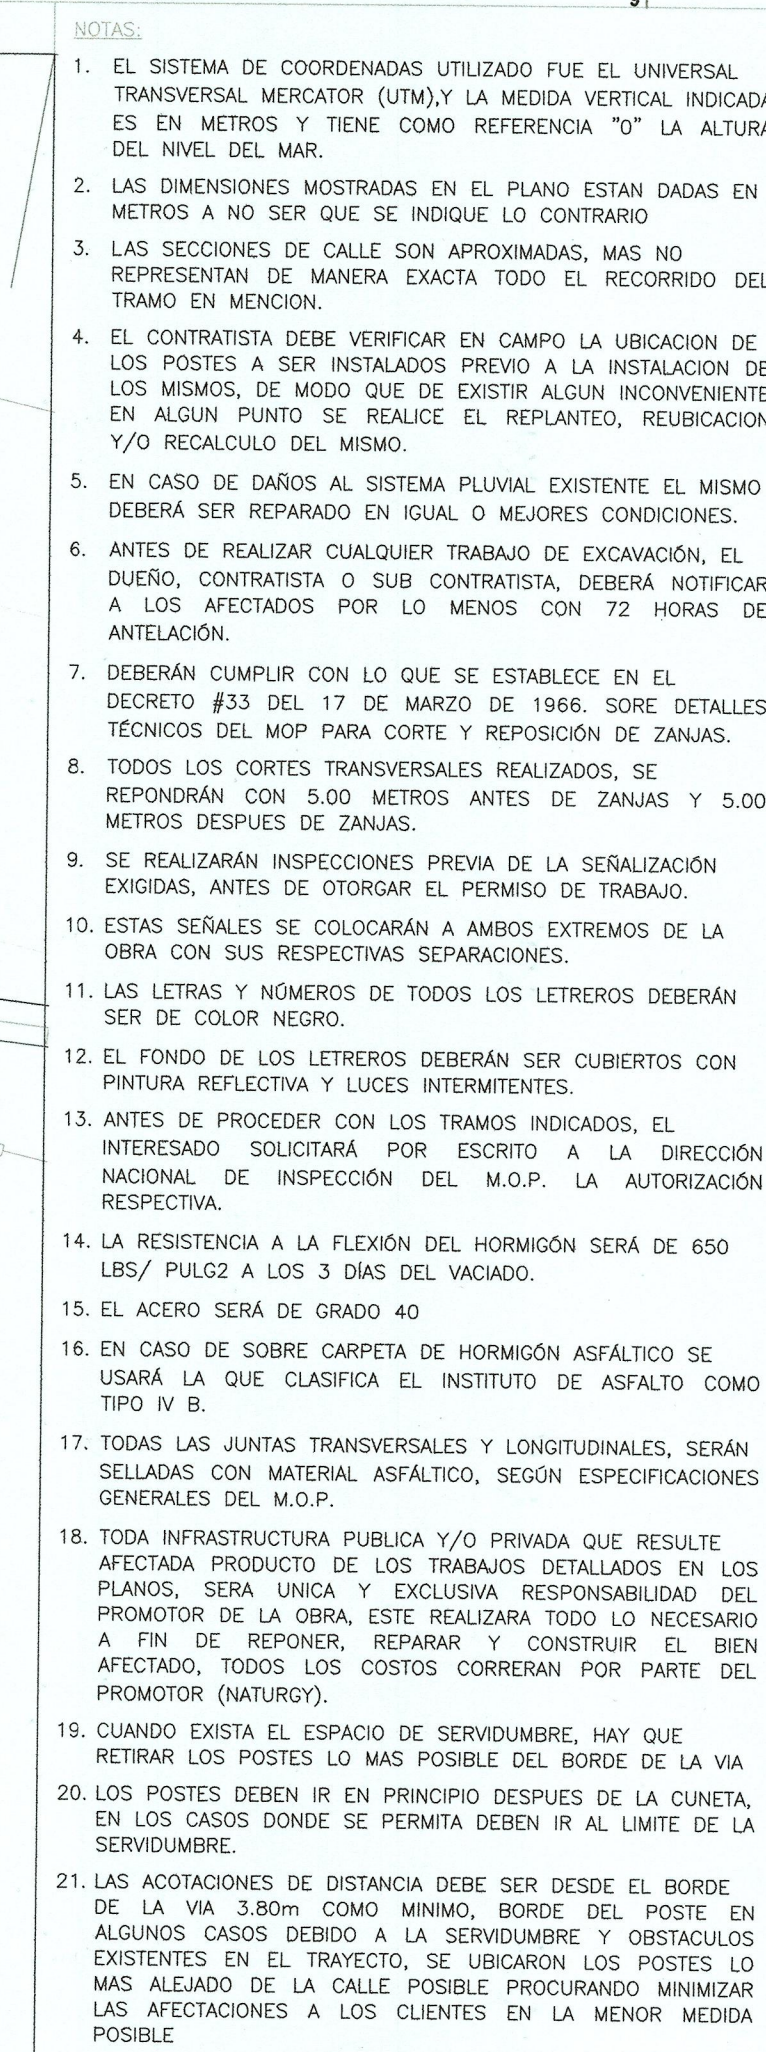 NOTAS:
1. EL SISTEMA DE COORDENADAS UTILIZADO FUE EL UNIVERSAL
TRANSVERSAL MERCATOR (UTM),Y LA MEDIDA VERTICAL INDICADA
ES EN METROS Y TIENE COMO REFERENCIA "0" LA ALTURA
DEL NIVEL DEL MAR.
2. LAS DIMENSIONES MOSTRADAS EN EL PLANO ESTAN DADAS EN
METROS A NO SER QUE SE INDIQUE LO CONTRARIO
3. LAS SECCIONES DE CALLE SON APROXIMADAS, MAS NO
REPRESENTAN DE MANERA EXACTA TODO EL RECORRIDO DEL
TRAMO EN MENCION.
4. EL CONTRATISTA DEBE VERIFICAR EN CAMPO LA UBICACION DE
LOS POSTES A SER INSTALADOS PREVIO A LA INSTALACION DE
LOS MISMOS, DE MODO QUE DE EXISTIR ALGUN INCONVENIENTE
EN ALGUN PUNTO SE REALICE EL REPLANTEO, REUBICACION
Y/O RECALCULO DEL MISMO.
5. EN CASO DE DAÑOS AL SISTEMA PLUVIAL EXISTENTE EL MISMO
DEBERÁ SER REPARADO EN IGUAL O MEJORES CONDICIONES.
6. ANTES DE REALIZAR CUALQUIER TRABAJO DE EXCAVACIÓN, EL
DUEÑO, CONTRATISTA O SUB CONTRATISTA, DEBERÁ NOTIFICAR
A LOS AFECTADOS POR LO MENOS CON 72 HORAS DE
ANTELACIÓN.
7. DEBERÁN CUMPLIR CON LO QUE SE ESTABLECE EN EL
DECRETO #33 DEL 17 DE MARZO DE 1966. SORE DETALLES
TÉCNICOS DEL MOP PARA CORTE Y REPOSICIÓN DE ZANJAS.
8. TODOS LOS CORTES TRANSVERSALES REALIZADOS, SE
REPONDRÁN CON 5.00 METROS ANTES DE ZANJAS Y 5.00
METROS DESPUES DE ZANJAS.
9. SE REALIZARÁN INSPECCIONES PREVIA DE LA SEÑALIZACIÓN
EXIGIDAS, ANTES DE OTORGAR EL PERMISO DE TRABAJO.
10. ESTAS SEÑALES SE COLOCARÁN A AMBOS EXTREMOS DE LA
OBRA CON SUS RESPECTIVAS SEPARACIONES.
11. LAS LETRAS Y NÚMEROS DE TODOS LOS LETREROS DEBERÁN
SER DE COLOR NEGRO.
12. EL FONDO DE LOS LETREROS DEBERÁN SER CUBIERTOS CON
PINTURA REFLECTIVA Y LUCES INTERMITENTES.
13. ANTES DE PROCEDER CON LOS TRAMOS INDICADOS, EL
INTERESADO SOLICITARÁ POR ESCRITO A LA DIRECCIÓN
NACIONAL DE INSPECCIÓN DEL M.O.P. LA AUTORIZACIÓN
RESPECTIVA.
14. LA RESISTENCIA A LA FLEXIÓN DEL HORMIGÓN SERÁ DE 650
LBS/ PULG2 A LOS 3 DÍAS DEL VACIADO.
15. EL ACERO SERÁ DE GRADO 40
16. EN CASO DE SOBRE CARPETA DE HORMIGÓN ASFÁLTICO SE
USARÁ LA QUE CLASIFICA EL INSTITUTO DE ASFALTO COMO
TIPO IV B.
17. TODAS LAS JUNTAS TRANSVERSALES Y LONGITUDINALES, SERÁN
SELLADAS CON MATERIAL ASFÁLTICO, SEGÚN ESPECIFICACIONES
GENERALES DEL M.O.P.
18. TODA INFRASTRUCTURA PUBLICA Y/O PRIVADA QUE RESULTE
AFECTADA PRODUCTO DE LOS TRABAJOS DETALLADOS EN LOS
PLANOS, SERA UNICA Y EXCLUSIVA RESPONSABILIDAD DEL
PROMOTOR DE LA OBRA, ESTE REALIZARA TODO LO NECESARIO
A FIN DE REPONER, REPARAR Y CONSTRUIR EL BIEN
AFECTADO, TODOS LOS COSTOS CORRERAN POR PARTE DEL
PROMOTOR (NATURGY).
19. CUANDO EXISTA EL ESPACIO DE SERVIDUMBRE, HAY QUE
RETIRAR LOS POSTES LO MAS POSIBLE DEL BORDE DE LA VIA
20. LOS POSTES DEBEN IR EN PRINCIPIO DESPUES DE LA CUNETA,
EN LOS CASOS DONDE SE PERMITA DEBEN IR AL LIMITE DE LA
SERVIDUMBRE.
21. LAS ACOTACIONES DE DISTANCIA DEBE SER DESDE EL BORDE
DE LA VIA 3.80m COMO MINIMO, BORDE DEL POSTE EN
ALGUNOS CASOS DEBIDO A LA SERVIDUMBRE Y OBSTACULOS
EXISTENTES EN EL TRAYECTO, SE UBICARON LOS POSTES LO
MAS ALEJADO DE LA CALLE POSIBLE PROCURANDO MINIMIZAR
LAS AFECTACIONES A LOS CLIENTES EN LA MENOR MEDIDA
POSIBLE